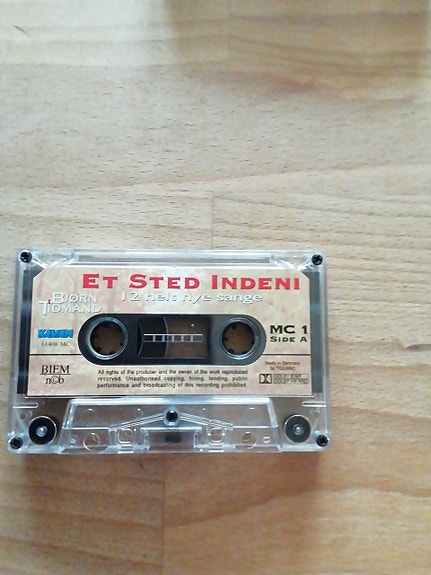 ET STED INDENI
BJØRN
TIDMAND
12 helt nye sange
MC 1
SIDE A
BIEM
n©b
All rights of the producer and the owner of the work reproduced
reserved. Unauthorised copying, hiring, lending, public
performance and broadcasting of this recording prohibited.
Made in Denmark